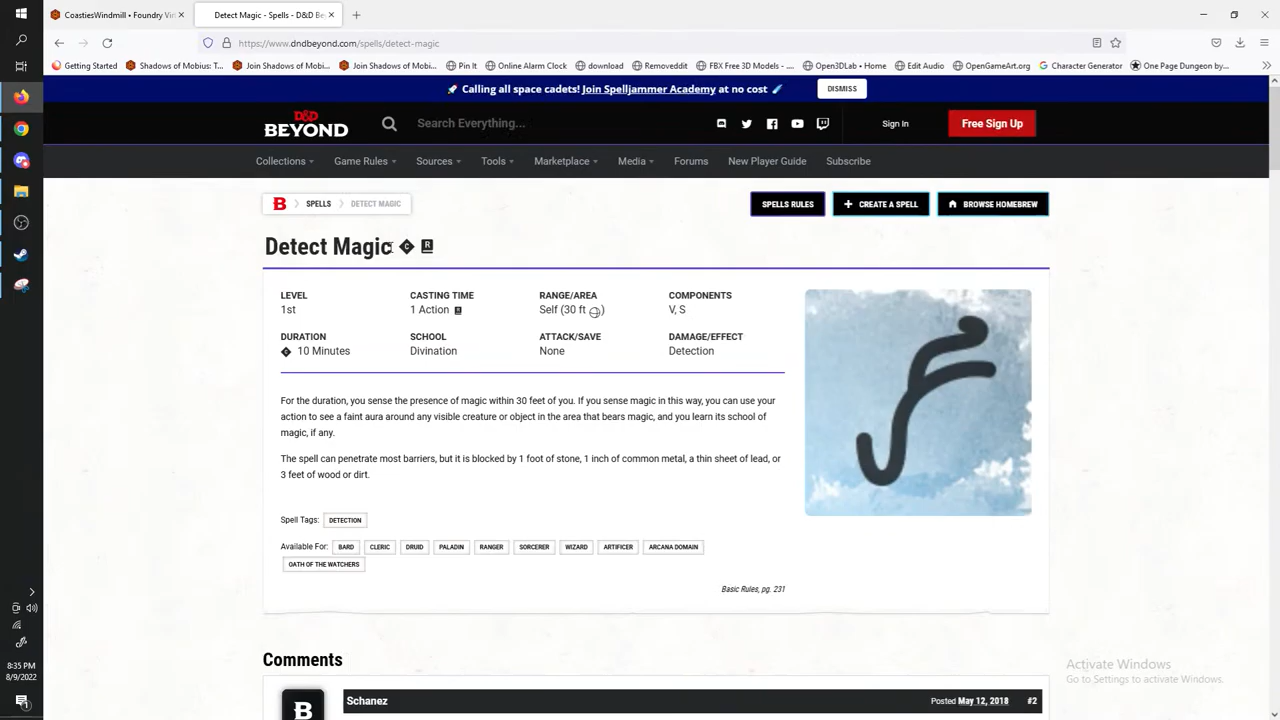 CoastiesWindmill • Foundry Vir
Detect Magic - Spells - D&D Be
https://www.dndbeyond.com/spells/detect-magic
Getting Started
Shadows of Mobius: T...
Join Shadows of Mobi...
Join Shadows of Mobi...
Pin It
Online Alarm Clock
download
Removeddit
FBX Free 3D Models - ...
Open3DLab • Home
Edit Audio
OpenGameArt.org
Character Generator
One Page Dungeon by...
Calling all space cadets! Join Spelljammer Academy at no cost
DISMISS
D&D
BEYOND
Search Everything...
Sign In
Free Sign Up
Collections
Game Rules
Sources
Tools
Marketplace
Media
Forums
New Player Guide
Subscribe
B SPELLS DETECT MAGIC
SPELLS RULES
CREATE A SPELL
BROWSE HOMEBREW
Detect Magic C R
LEVEL CASTING TIME RANGE/AREA COMPONENTS
1st 1 Action Self (30 ft ) V, S
DURATION SCHOOL ATTACK/SAVE DAMAGE/EFFECT
10 Minutes Divination None Detection
For the duration, you sense the presence of magic within 30 feet of you. If you sense magic in this way, you can use your
action to see a faint aura around any visible creature or object in the area that bears magic, and you learn its school of
magic, if any.
The spell can penetrate most barriers, but it is blocked by 1 foot of stone, 1 inch of common metal, a thin sheet of lead, or
3 feet of wood or dirt.
Spell Tags: DETECTION
Available For: BARD CLERIC DRUID PALADIN RANGER SORCERER WIZARD ARTIFICER ARCANA DOMAIN
OATH OF THE WATCHERS
Basic Rules, pg. 231
Comments
B
Schanez
Posted May 12, 2018 #2
Activate Windows
Go to Settings to activate Windows.
8:35 PM
8/9/2022